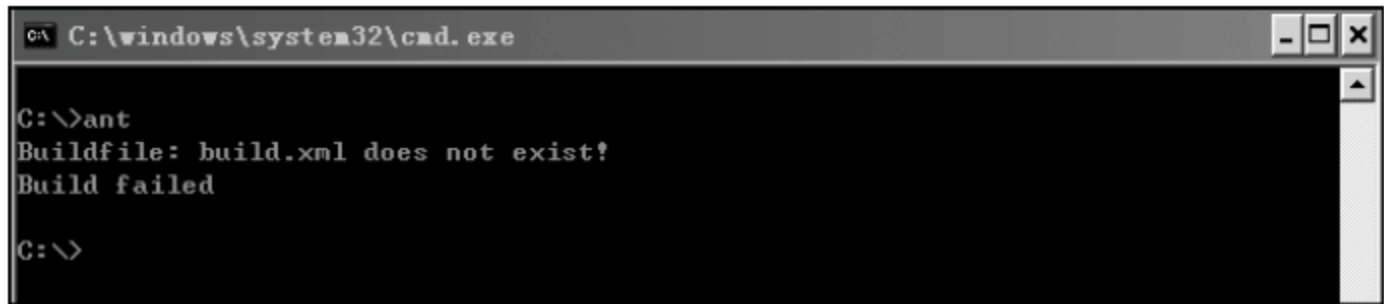 C:\windows\system32\cmd.exe
C:\>ant
Buildfile: build.xml does not exist!
Build failed
C:\>